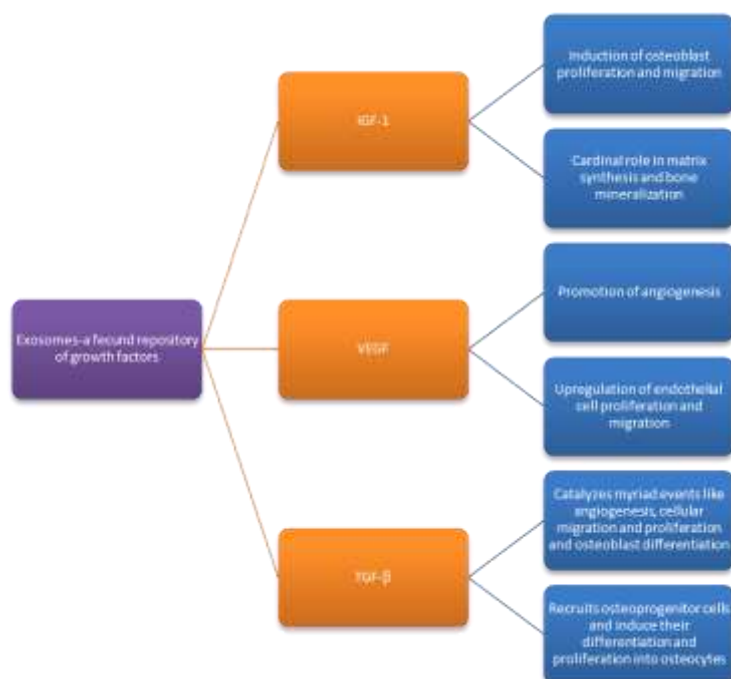 Induction of osteoblast
proliferation and migration
IGF-1
Cardinal role in matrix
synthesis and bone
mineralization
Promotion of angiogenesis
Exosomes-a fecund repository
of growth factors
VEGF
Upregulation of endothelial
cell proliferation and
migration
Catalyzes myriad events like
angiogenesis, cellular
migration and proliferation
and osteoblast differentiation
TGF-β
Recruits osteoprogenitor cells
and induce their
differentiation and
proliferation into osteocytes